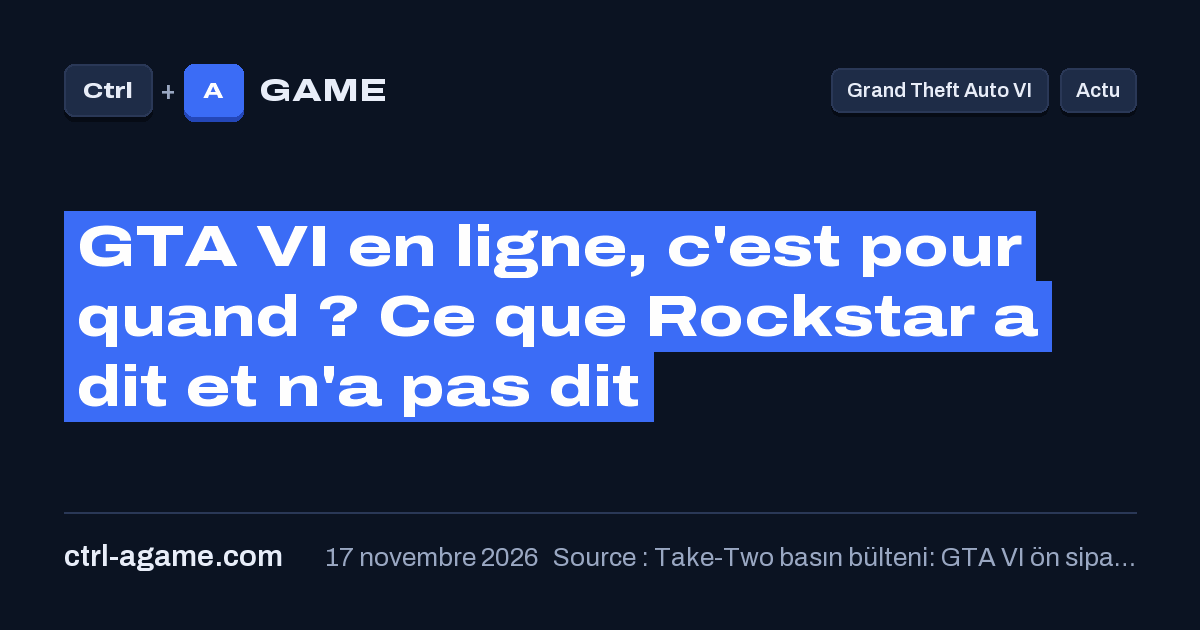 Ctrl + A GAME
Grand Theft Auto VI
Actu
GTA VI en ligne, c'est pour
quand ? Ce que Rockstar a
dit et n'a pas dit
ctrl-agame.com
17 novembre 2026
Source : Take-Two basın bülteni: GTA VI ön sipa...